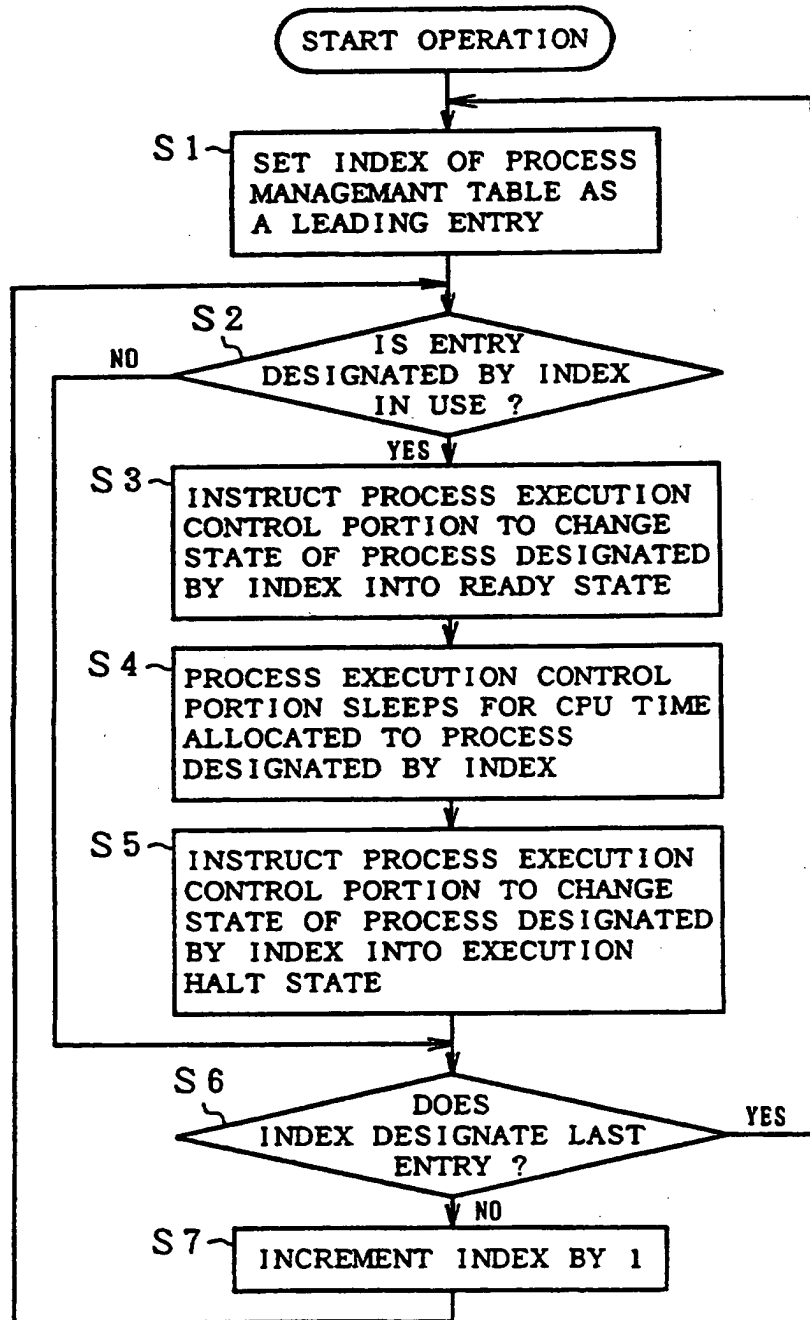 START OPERATION
S1
SET INDEX OF PROCESS
MANAGEMANT TABLE AS
A LEADING ENTRY
S2
IS ENTRY
DESIGNATED BY INDEX
IN USE ?
NO
YES
S3
INSTRUCT PROCESS EXECUTION
CONTROL PORTION TO CHANGE
STATE OF PROCESS DESIGNATED
BY INDEX INTO READY STATE
S4
PROCESS EXECUTION CONTROL
PORTION SLEEPS FOR CPU TIME
ALLOCATED TO PROCESS
DESIGNATED BY INDEX
S5
INSTRUCT PROCESS EXECUTION
CONTROL PORTION TO CHANGE
STATE OF PROCESS DESIGNATED
BY INDEX INTO EXECUTION
HALT STATE
S6
DOES
INDEX DESIGNATE LAST
ENTRY ?
YES
NO
S7
INCREMENT INDEX BY 1